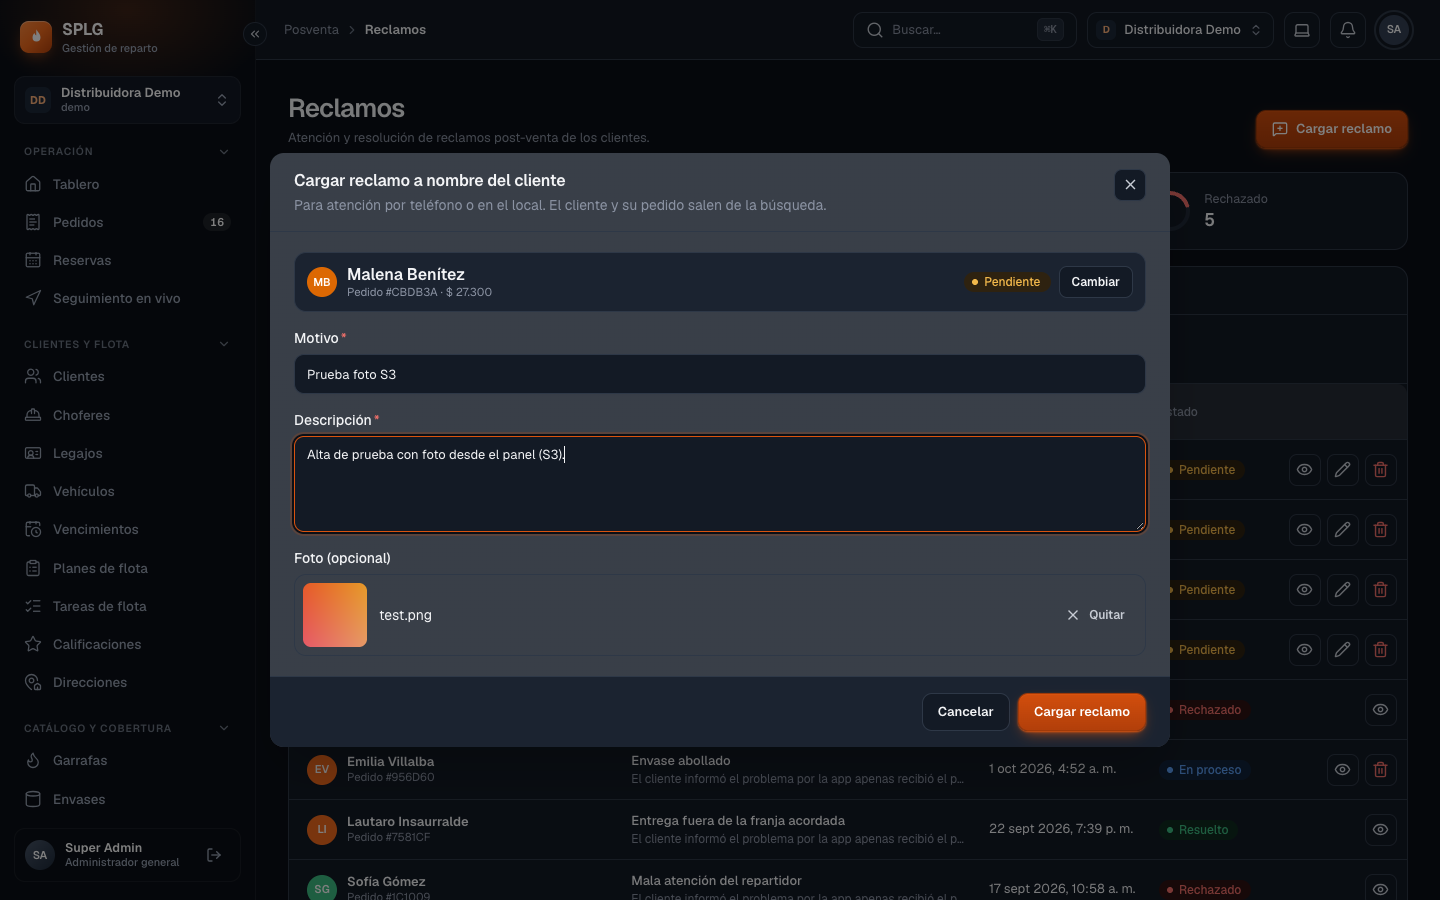 SPLG
Gestión de reparto
Posventa
Reclamos
Buscar...
⌘K
D
Distribuidora Demo
SA
DD
Distribuidora Demo
demo
OPERACIÓN
Tablero
Pedidos
16
Reservas
Seguimiento en vivo
CLIENTES Y FLOTA
Clientes
Choferes
Legajos
Vehículos
Vencimientos
Planes de flota
Tareas de flota
Calificaciones
Direcciones
CATÁLOGO Y COBERTURA
Garrafas
Envases
SA
Super Admin
Administrador general
Reclamos
Atención y resolución de reclamos post-venta de los clientes.
Cargar reclamo
Rechazado
5
Cargar reclamo a nombre del cliente
Para atención por teléfono o en el local. El cliente y su pedido salen de la búsqueda.
MB
Malena Benítez
Pedido #CBDB3A · $ 27.300
Pendiente
Cambiar
Motivo *
Prueba foto S3
Descripción *
Alta de prueba con foto desde el panel (S3).
Foto (opcional)
test.png
Quitar
Cancelar
Cargar reclamo
stado
Pendiente
Pendiente
Pendiente
Pendiente
Rechazado
EV
Emilia Villalba
Pedido #956D60
Envase abollado
El cliente informó el problema por la app apenas recibió el p...
1 oct 2026, 4:52 a. m.
En proceso
LI
Lautaro Insaurralde
Pedido #7581CF
Entrega fuera de la franja acordada
El cliente informó el problema por la app apenas recibió el p...
22 sept 2026, 7:39 p. m.
Resuelto
SG
Sofía Gómez
Pedido #1C1009
Mala atención del repartidor
El cliente informó el problema por la app apenas recibió el p...
17 sept 2026, 10:58 a. m.
Rechazado